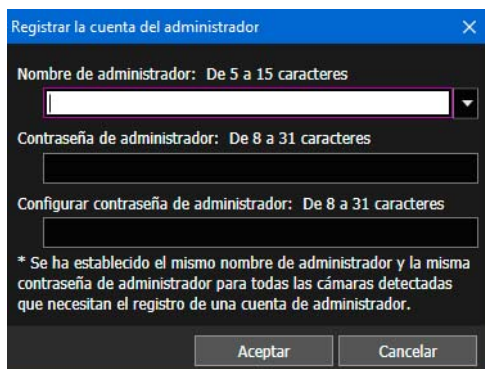 Registrar la cuenta del administrador
Nombre de administrador: De 5 a 15 caracteres
Contraseña de administrador: De 8 a 31 caracteres
Configurar contraseña de administrador: De 8 a 31 caracteres
* Se ha establecido el mismo nombre de administrador y la misma
contraseña de administrador para todas las cámaras detectadas
que necesitan el registro de una cuenta de administrador.
Aceptar Cancelar